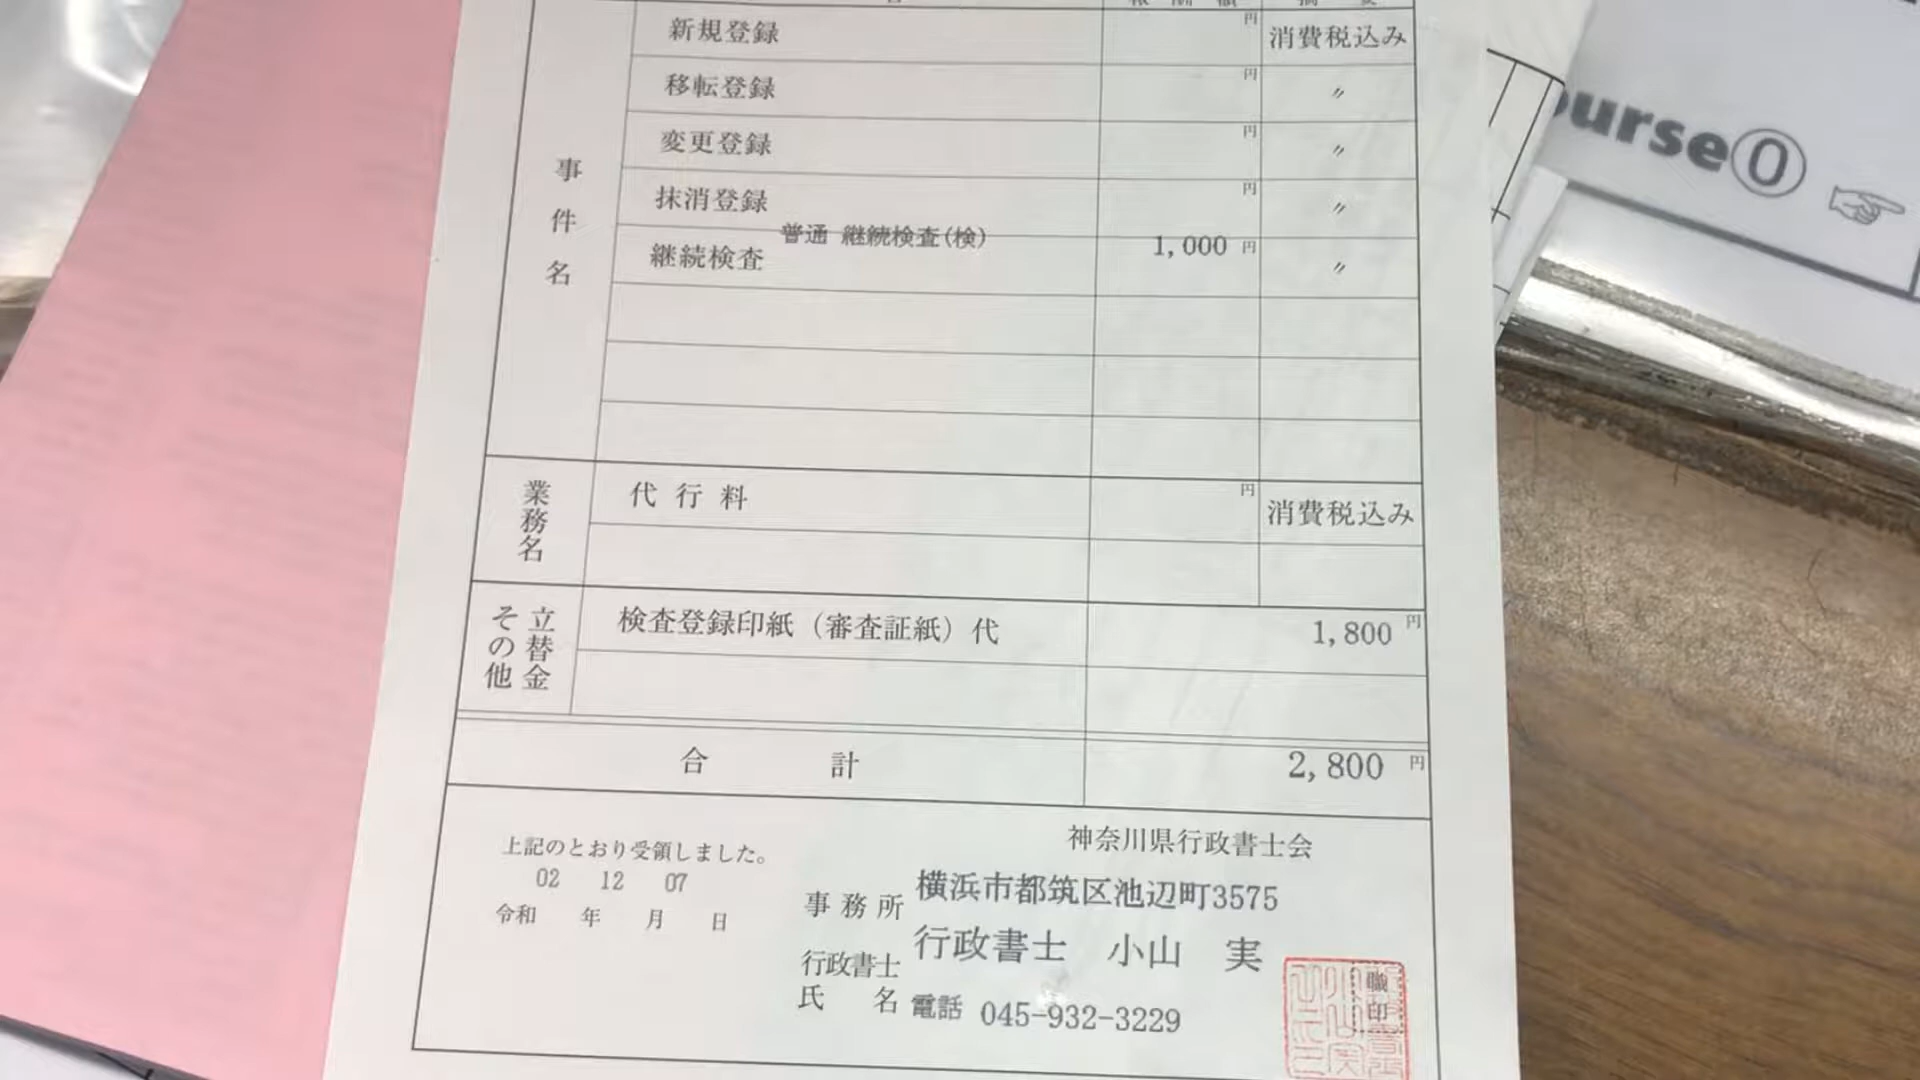 新規登録 円 消費税込み
移転登録 円 〃
変更登録 円 〃
抹消登録 円 〃
普通 継続検査(検)
継続検査 1,000 円 〃
事件名
業務名
代行料 円 消費税込み
立替金
その他
検査登録印紙(審査証紙)代 1,800 円
合計 2,800 円
上記のとおり受領しました。
02 12 07
令和 年 月 日
神奈川県行政書士会
事務所 横浜市都筑区池辺町3575
行政書士 小山 実
行政書士
氏名
電話 045-932-3229
職印
urse⓪